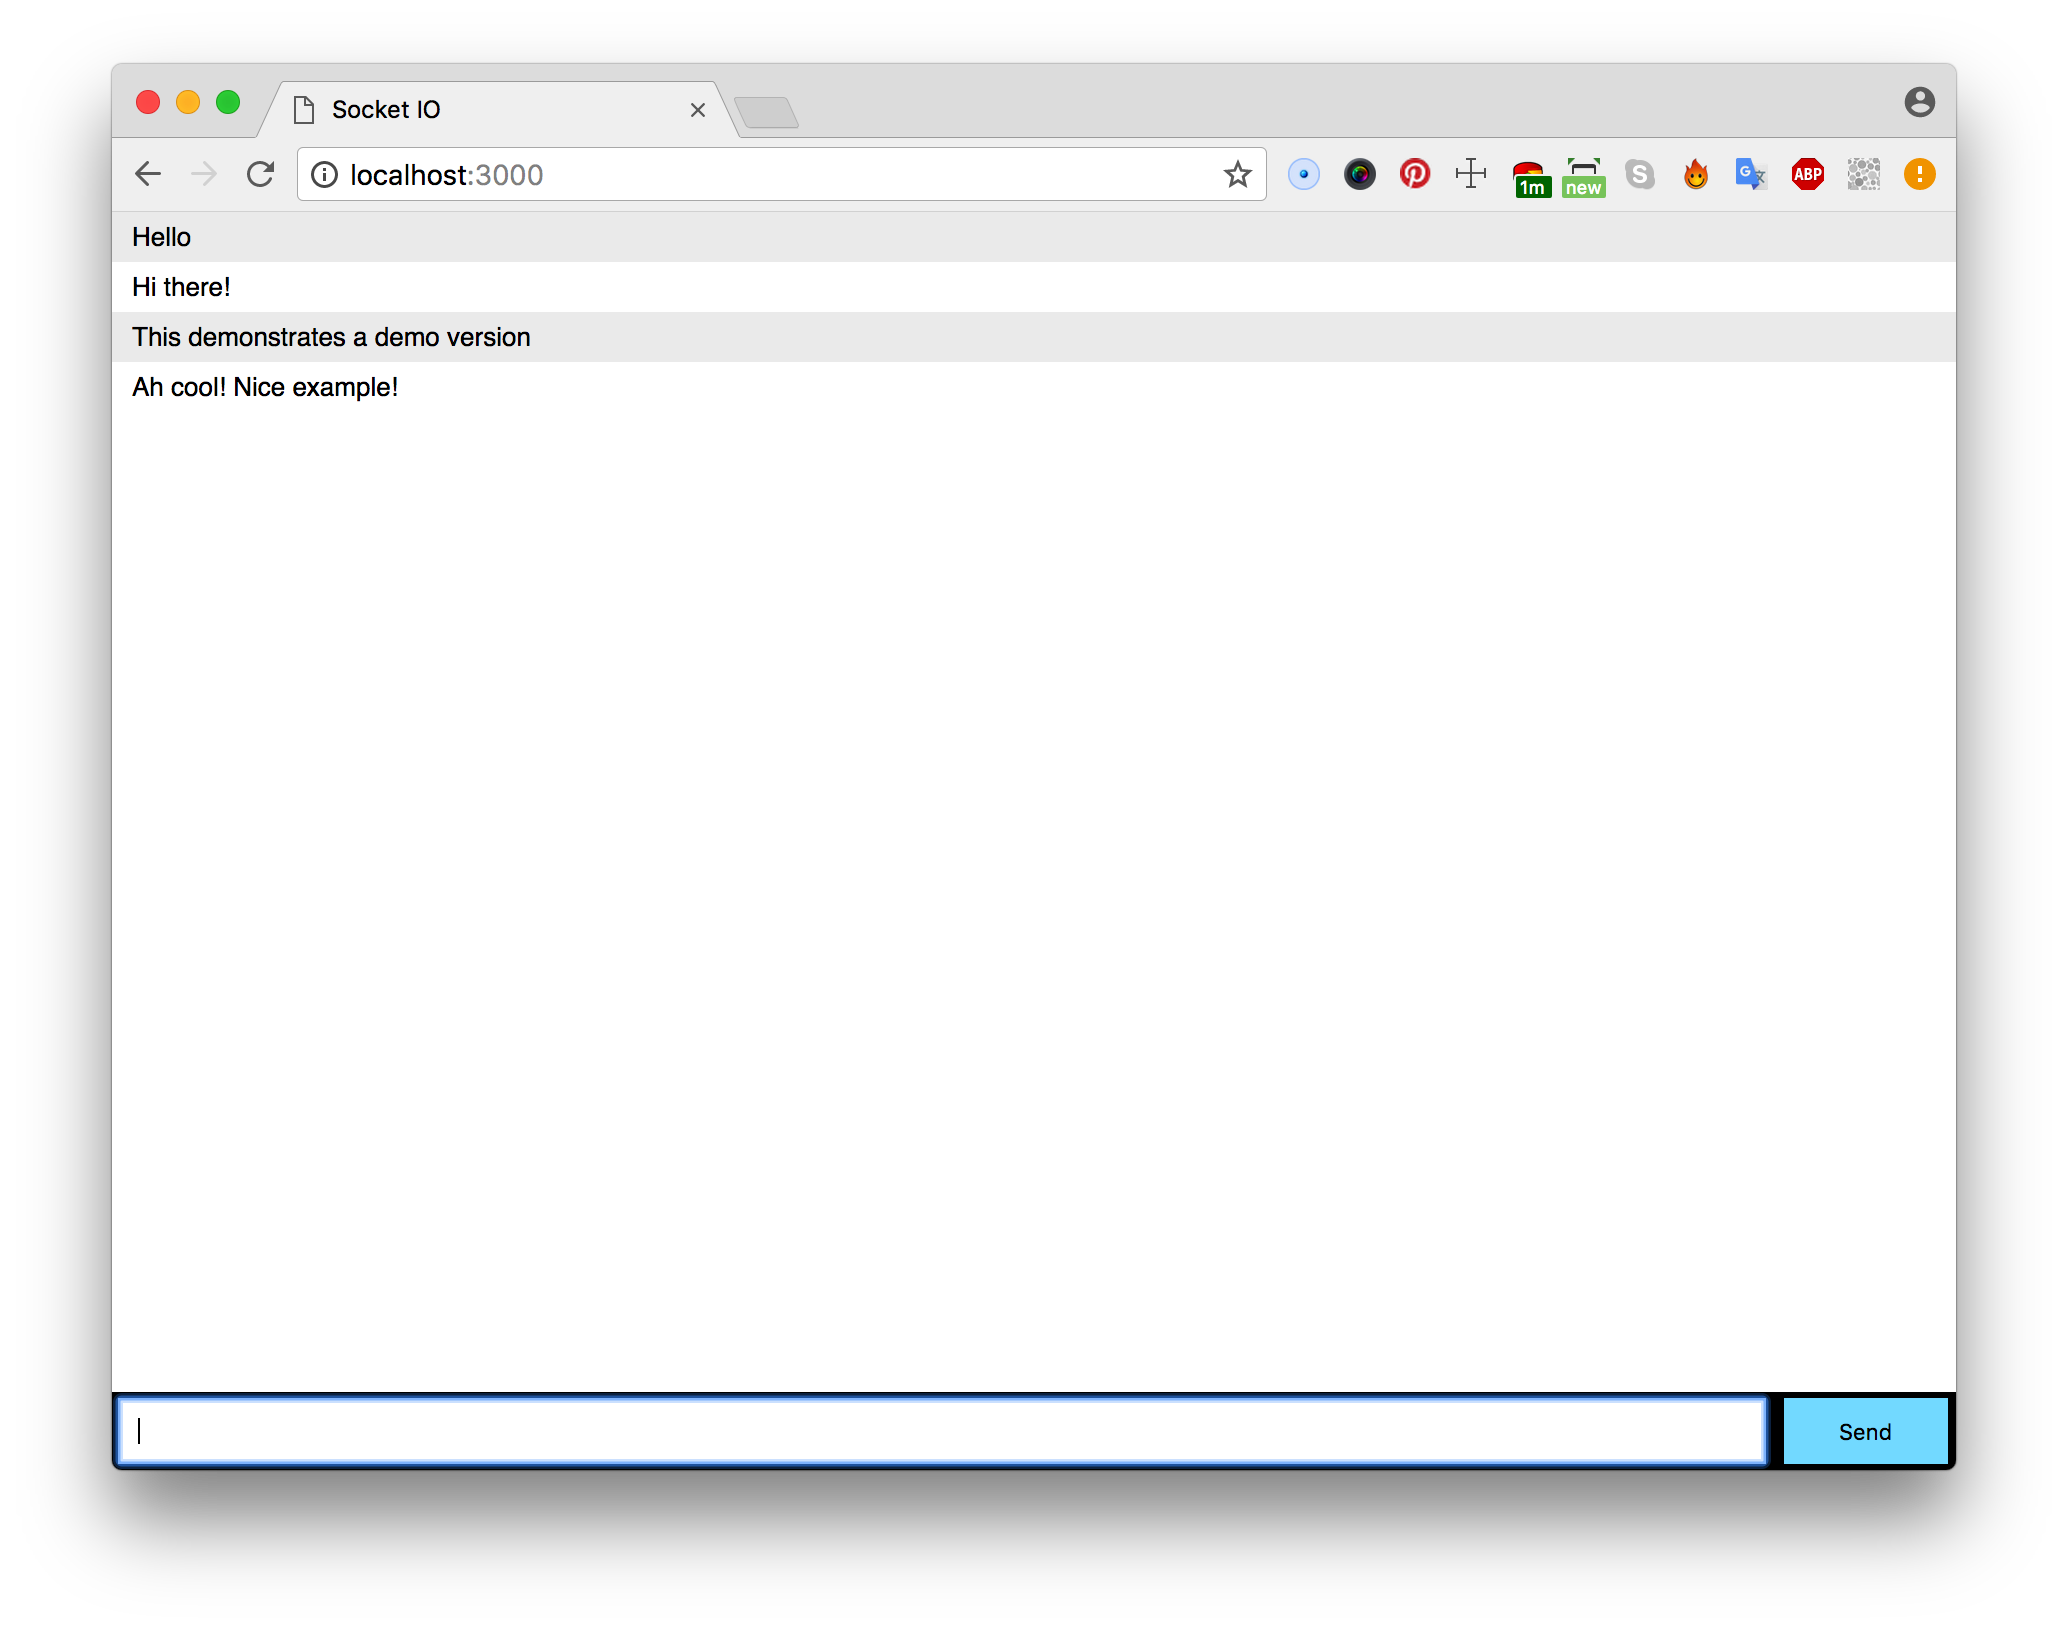 Socket IO
localhost:3000
1m
new
S
G
ABP
Hello
Hi there!
This demonstrates a demo version
Ah cool! Nice example!
Send